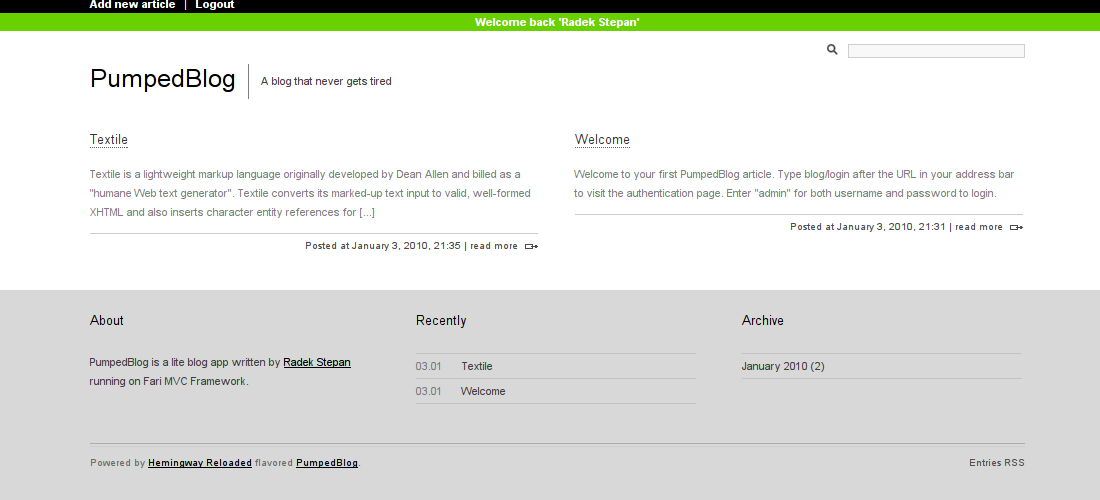 Add new article | Logout
Welcome back 'Radek Stepan'
PumpedBlog
A blog that never gets tired
Textile
Textile is a lightweight markup language originally developed by Dean Allen and billed as a
"humane Web text generator". Textile converts its marked-up text input to valid, well-formed
XHTML and also inserts character entity references for [...]
Posted at January 3, 2010, 21:35 | read more
Welcome
Welcome to your first PumpedBlog article. Type blog/login after the URL in your address bar
to visit the authentication page. Enter "admin" for both username and password to login.
Posted at January 3, 2010, 21:31 | read more
About
PumpedBlog is a lite blog app written by Radek Stepan
running on Fari MVC Framework.
Recently
03.01 Textile
03.01 Welcome
Archive
January 2010 (2)
Powered by Hemingway Reloaded flavored PumpedBlog.
Entries RSS